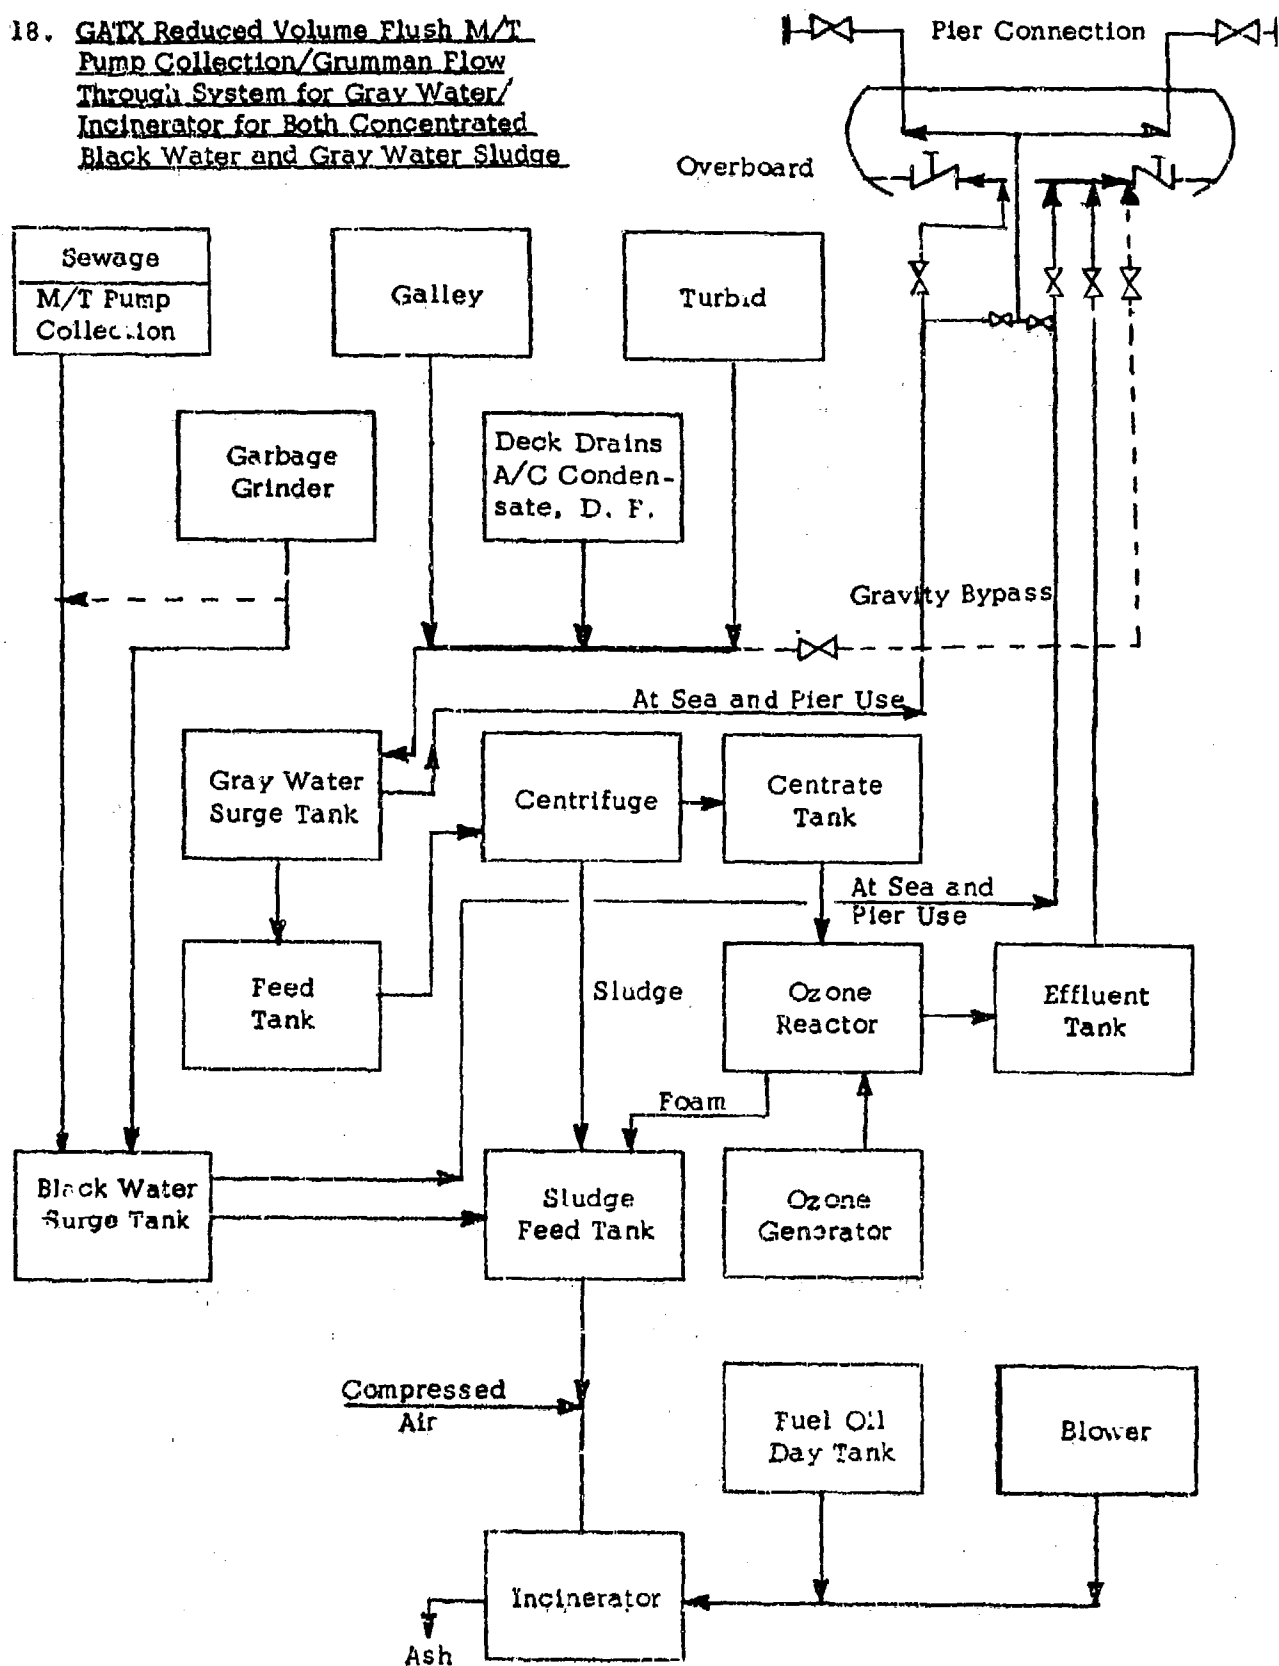 18. GATX Reduced Volume Flush M/T
Pump Collection/Grumman Flow
Through System for Gray Water/
Incinerator for Both Concentrated
Black Water and Gray Water Sludge
Pier Connection
Overboard
Sewage
M/T Pump
Collection
Galley
Turbid
Garbage
Grinder
Deck Drains
A/C Conden-
sate, D. F.
Gravity Bypass
At Sea and Pier Use
Gray Water
Surge Tank
Centrifuge
Centrate
Tank
At Sea and
Pier Use
Feed
Tank
Sludge
Ozone
Reactor
Effluent
Tank
Foam
Black Water
Surge Tank
Sludge
Feed Tank
Ozone
Generator
Compressed
Air
Fuel Oil
Day Tank
Blower
Incinerator
Ash